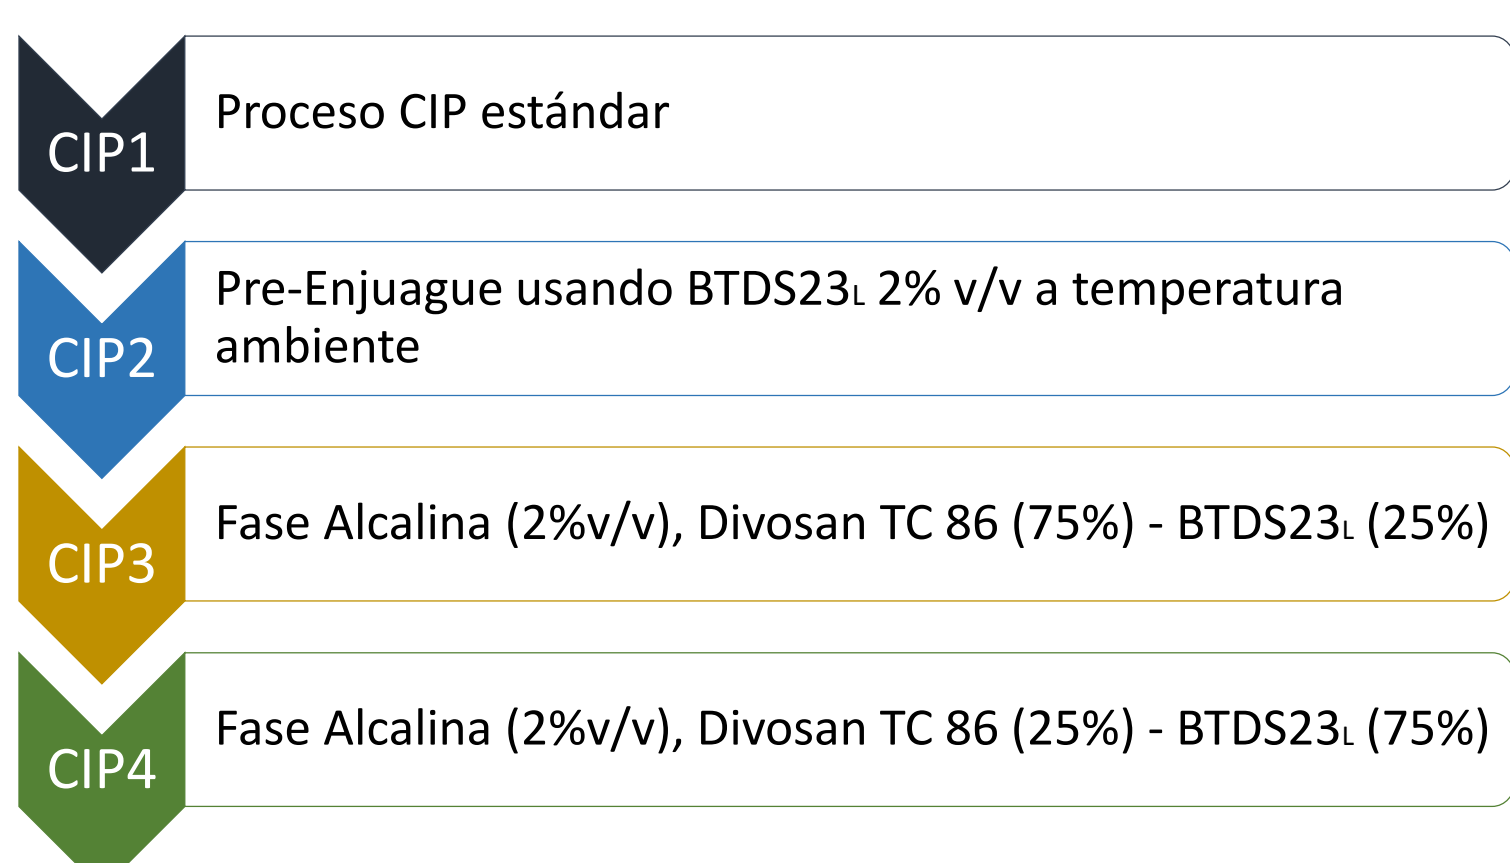 CIP1
Proceso CIP estándar
CIP2
Pre-Enjuague usando BTDS23L 2% v/v a temperatura
ambiente
CIP3
Fase Alcalina (2%v/v), Divosan TC 86 (75%) - BTDS23L (25%)
CIP4
Fase Alcalina (2%v/v), Divosan TC 86 (25%) - BTDS23L (75%)